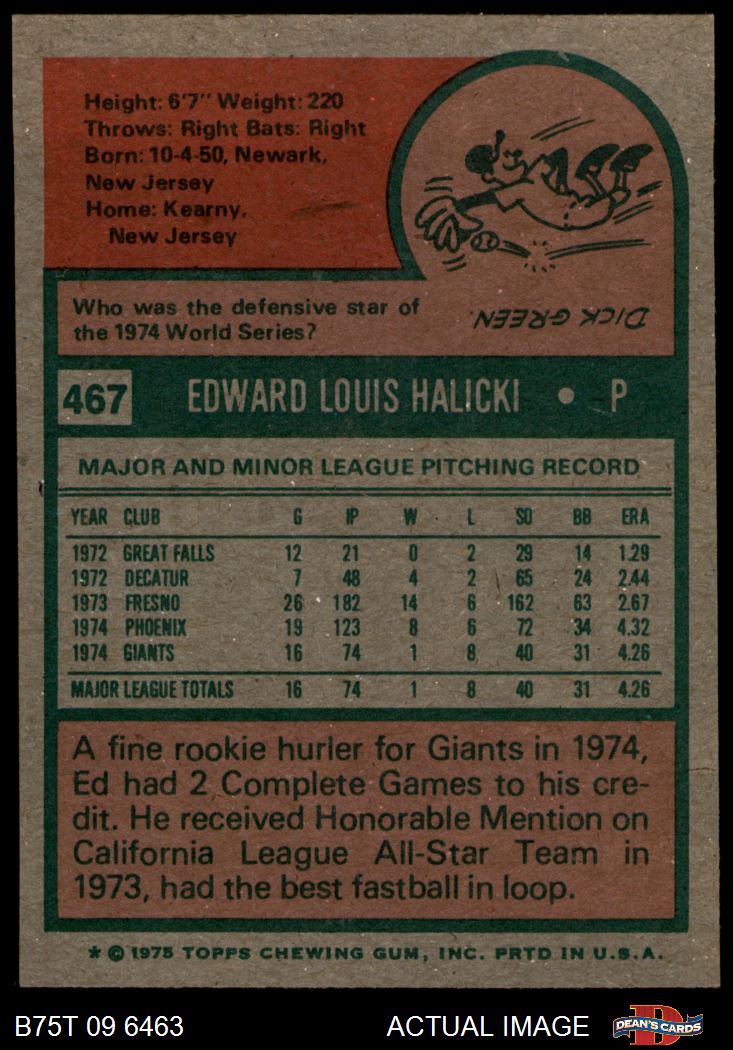 Height: 6'7" Weight: 220
Throws: Right Bats: Right
Born: 10-4-50, Newark,
New Jersey
Home: Kearny,
New Jersey
Who was the defensive star of
the 1974 World Series?
DICK GREEN.
467 EDWARD LOUIS HALICKI • P
MAJOR AND MINOR LEAGUE PITCHING RECORD
YEAR CLUB G IP W L SO BB ERA
1972 GREAT FALLS 12 21 0 2 29 14 1.29
1972 DECATUR 7 48 4 2 65 24 2.44
1973 FRESNO 26 182 14 6 162 63 2.67
1974 PHOENIX 19 123 8 6 72 34 4.32
1974 GIANTS 16 74 1 8 40 31 4.26
MAJOR LEAGUE TOTALS 16 74 1 8 40 31 4.26
A fine rookie hurler for Giants in 1974,
Ed had 2 Complete Games to his cre-
dit. He received Honorable Mention on
California League All-Star Team in
1973, had the best fastball in loop.
* © 1975 TOPPS CHEWING GUM, INC. PRTD IN U.S.A.
B75T 09 6463 ACTUAL IMAGE D DEAN'S CARDS